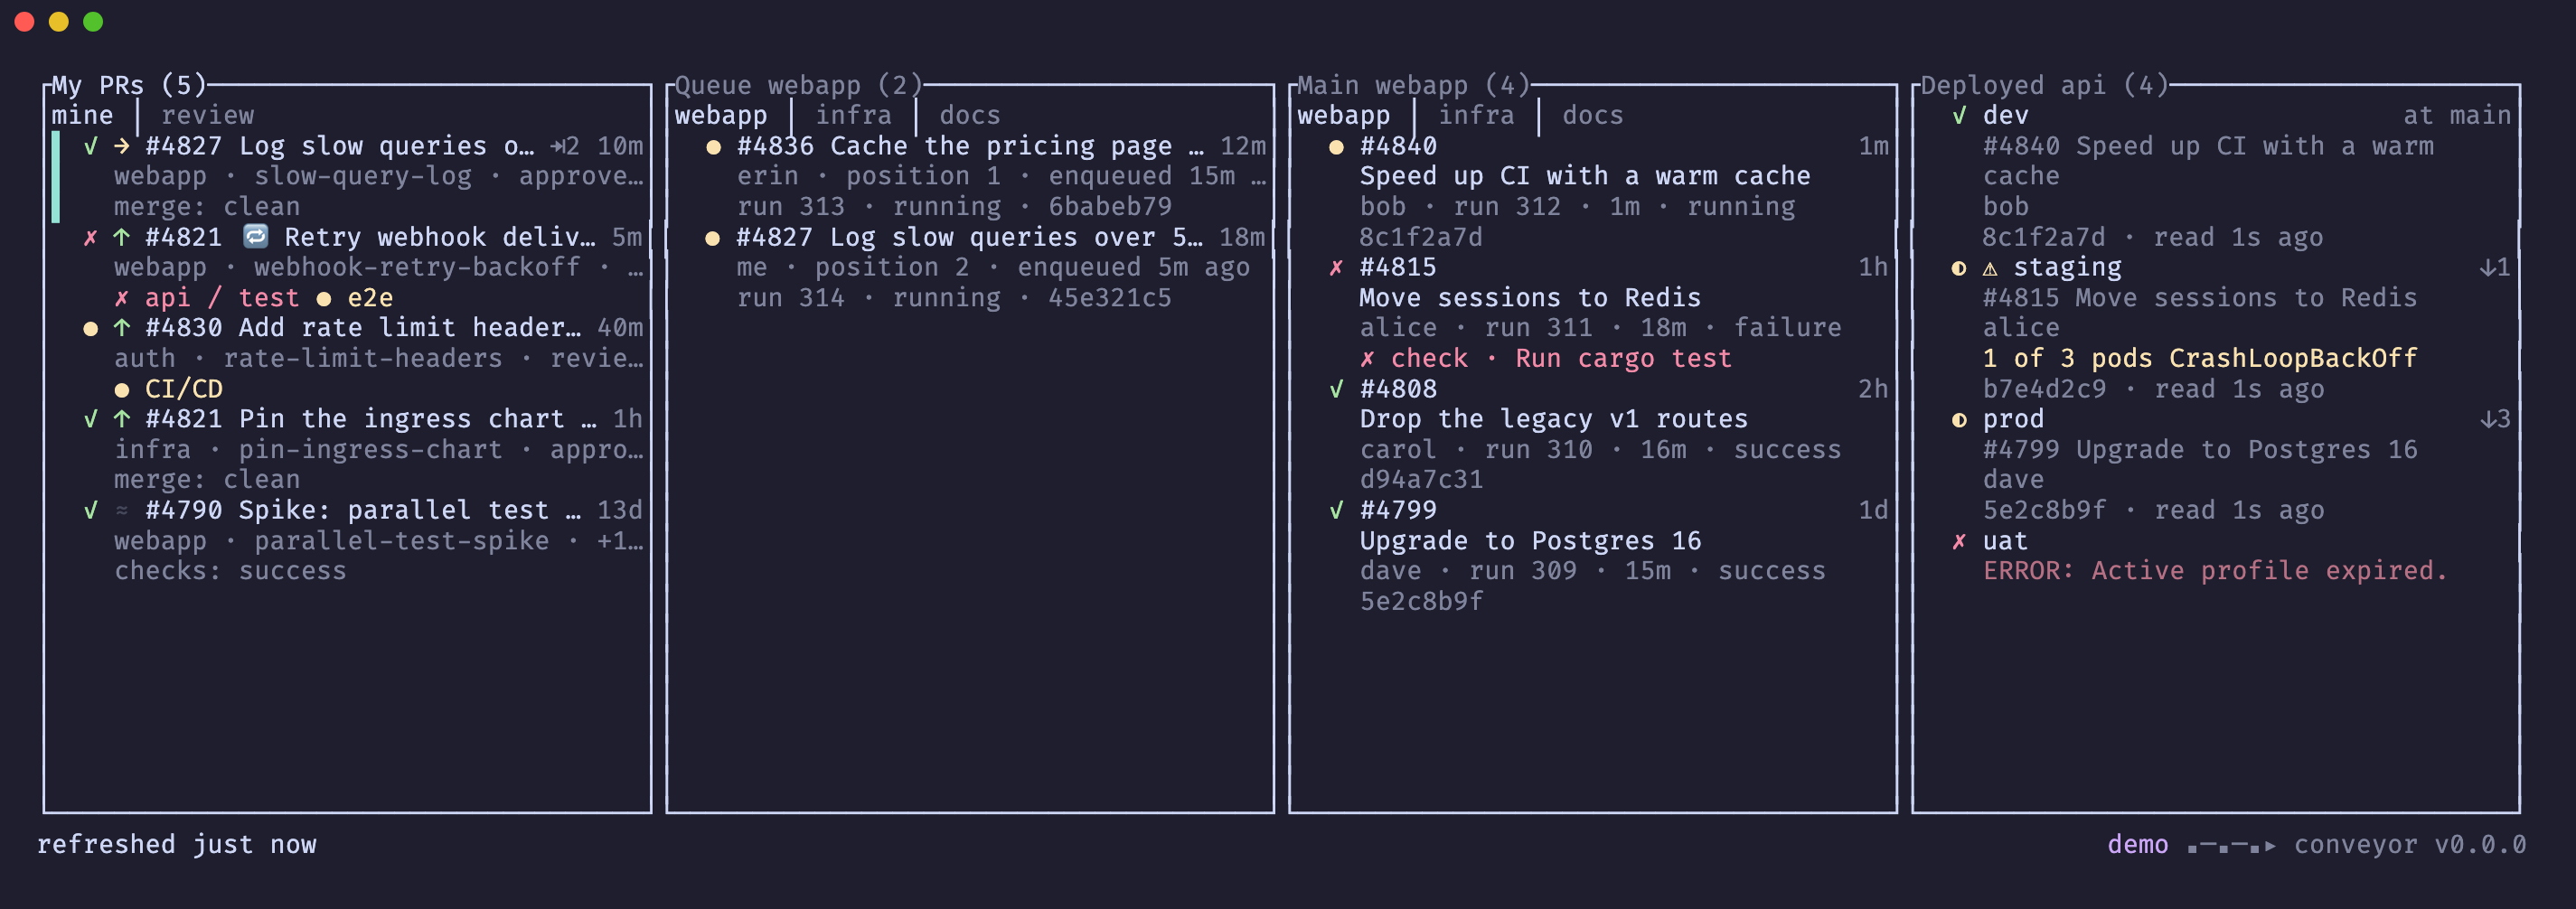 My PRs (5)
mine │ review
✓ → #4827 Log slow queries o… ⇥2 10m
webapp · slow-query-log · approve…
merge: clean
✗ ↑ #4821 🔁 Retry webhook deliv… 5m
webapp · webhook-retry-backoff · …
✗ api / test ● e2e
● ↑ #4830 Add rate limit header… 40m
auth · rate-limit-headers · revie…
● CI/CD
✓ ↑ #4821 Pin the ingress chart … 1h
infra · pin-ingress-chart · appro…
merge: clean
✓ ≈ #4790 Spike: parallel test … 13d
webapp · parallel-test-spike · +1…
checks: success
Queue webapp (2)
webapp │ infra │ docs
● #4836 Cache the pricing page … 12m
erin · position 1 · enqueued 15m …
run 313 · running · 6babeb79
● #4827 Log slow queries over 5… 18m
me · position 2 · enqueued 5m ago
run 314 · running · 45e321c5
Main webapp (4)
webapp │ infra │ docs
● #4840 1m
Speed up CI with a warm cache
bob · run 312 · 1m · running
8c1f2a7d
✗ #4815 1h
Move sessions to Redis
alice · run 311 · 18m · failure
✗ check · Run cargo test
✓ #4808 2h
Drop the legacy v1 routes
carol · run 310 · 16m · success
d94a7c31
✓ #4799 1d
Upgrade to Postgres 16
dave · run 309 · 15m · success
5e2c8b9f
Deployed api (4)
✓ dev at main
#4840 Speed up CI with a warm
cache
bob
8c1f2a7d · read 1s ago
◐ ⚠ staging ↓1
#4815 Move sessions to Redis
alice
1 of 3 pods CrashLoopBackOff
b7e4d2c9 · read 1s ago
◐ prod ↓3
#4799 Upgrade to Postgres 16
dave
5e2c8b9f · read 1s ago
✗ uat
ERROR: Active profile expired.
refreshed just now
demo ▪─▪─▪▸ conveyor v0.0.0